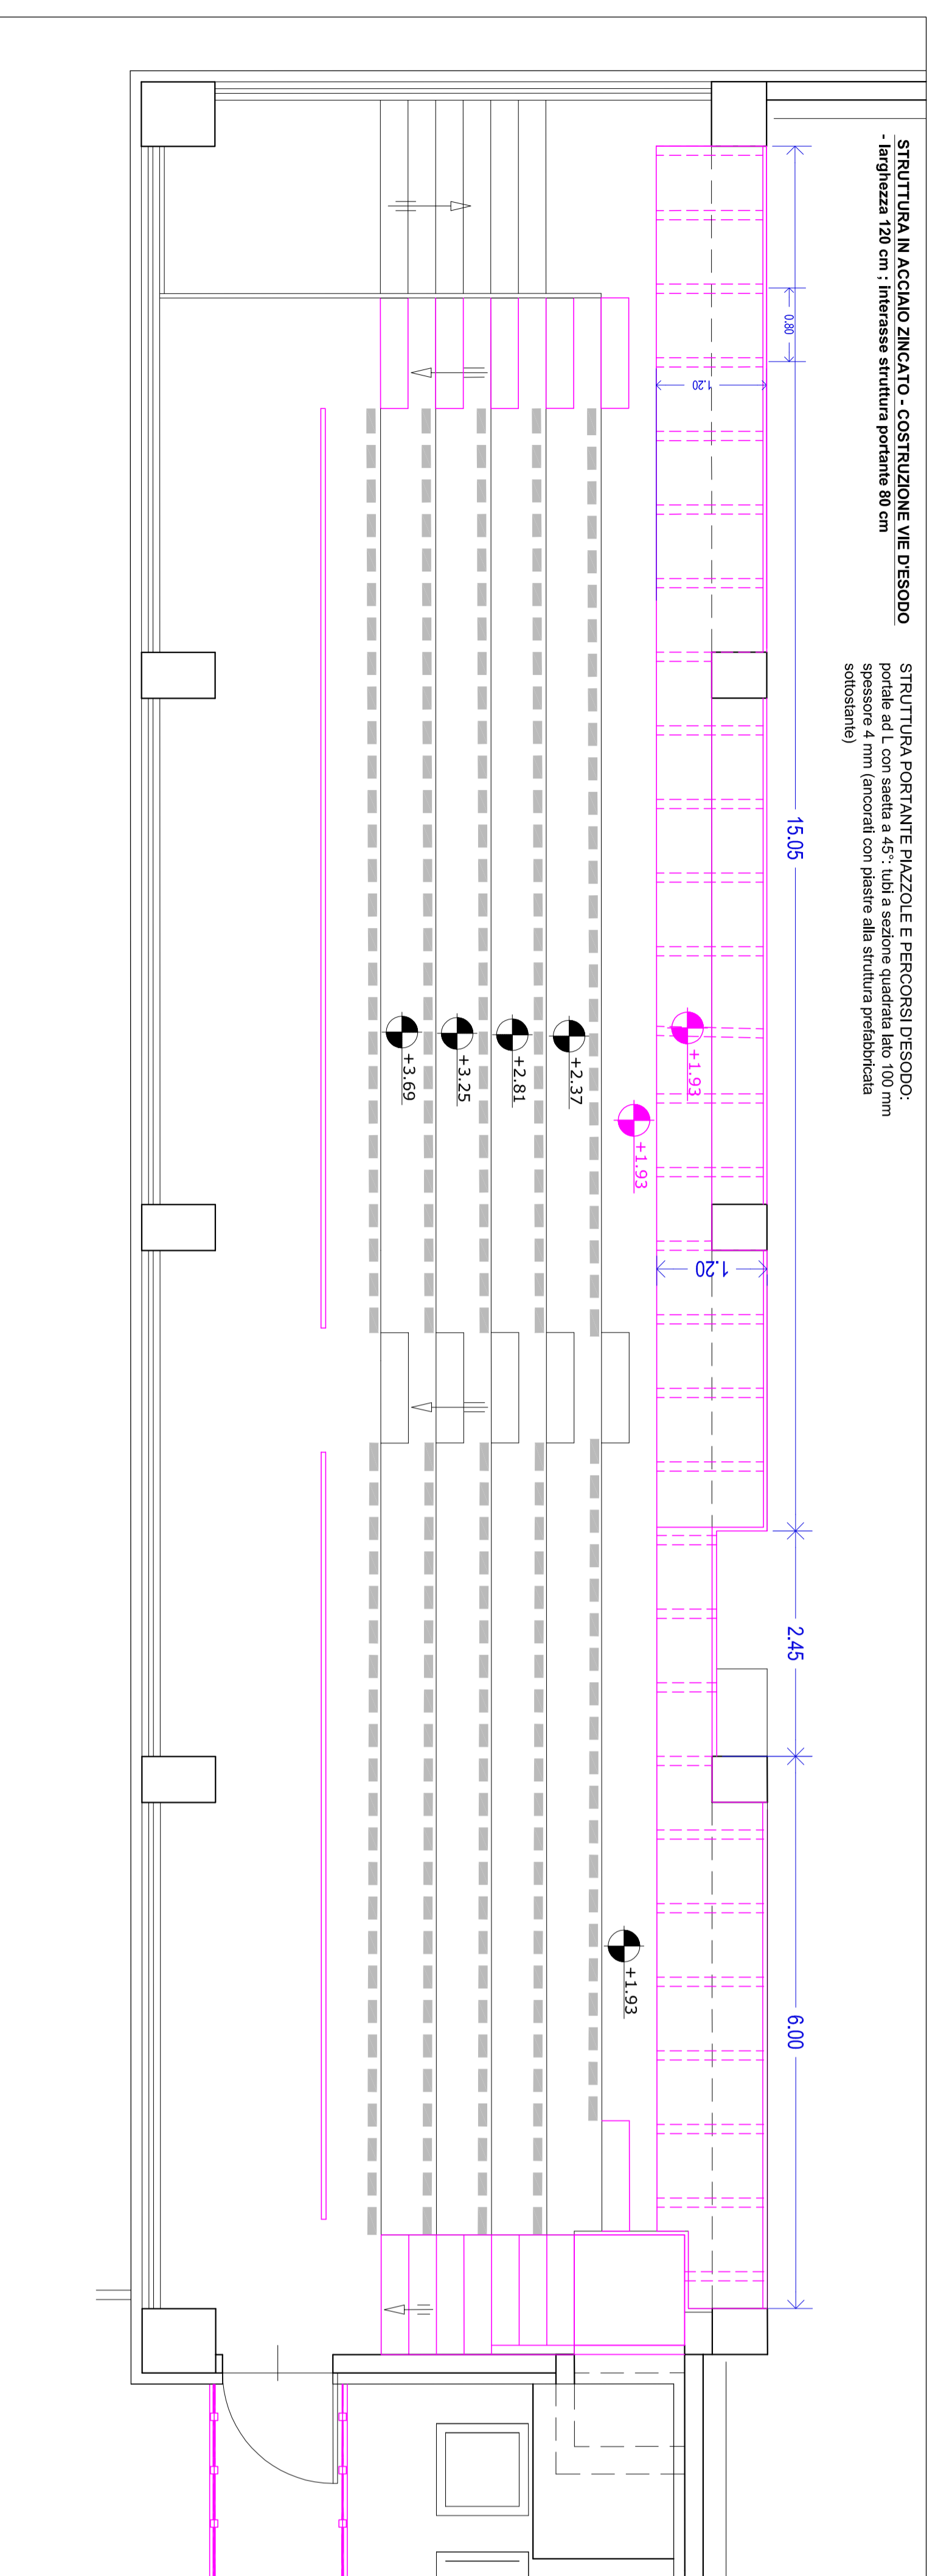 STRUTTURA IN ACCIAIO ZINCATO - COSTRUZIONE VIE D'ESODO
- larghezza 120 cm ; interasse struttura portante 80 cm
STRUTTURA PORTANTE PIAZZOLE E PERCORSI D'ESODO:
portale ad L con saetta a 45°: tubi a sezione quadrata lato 100 mm
spessore 4 mm (ancorati con piastre alla struttura prefabbricata
sottostante)
0.80
1.20
15.05
+1.93
+1.93
+2.37
+2.81
+3.25
+3.69
1.20
2.45
6.00
+1.93